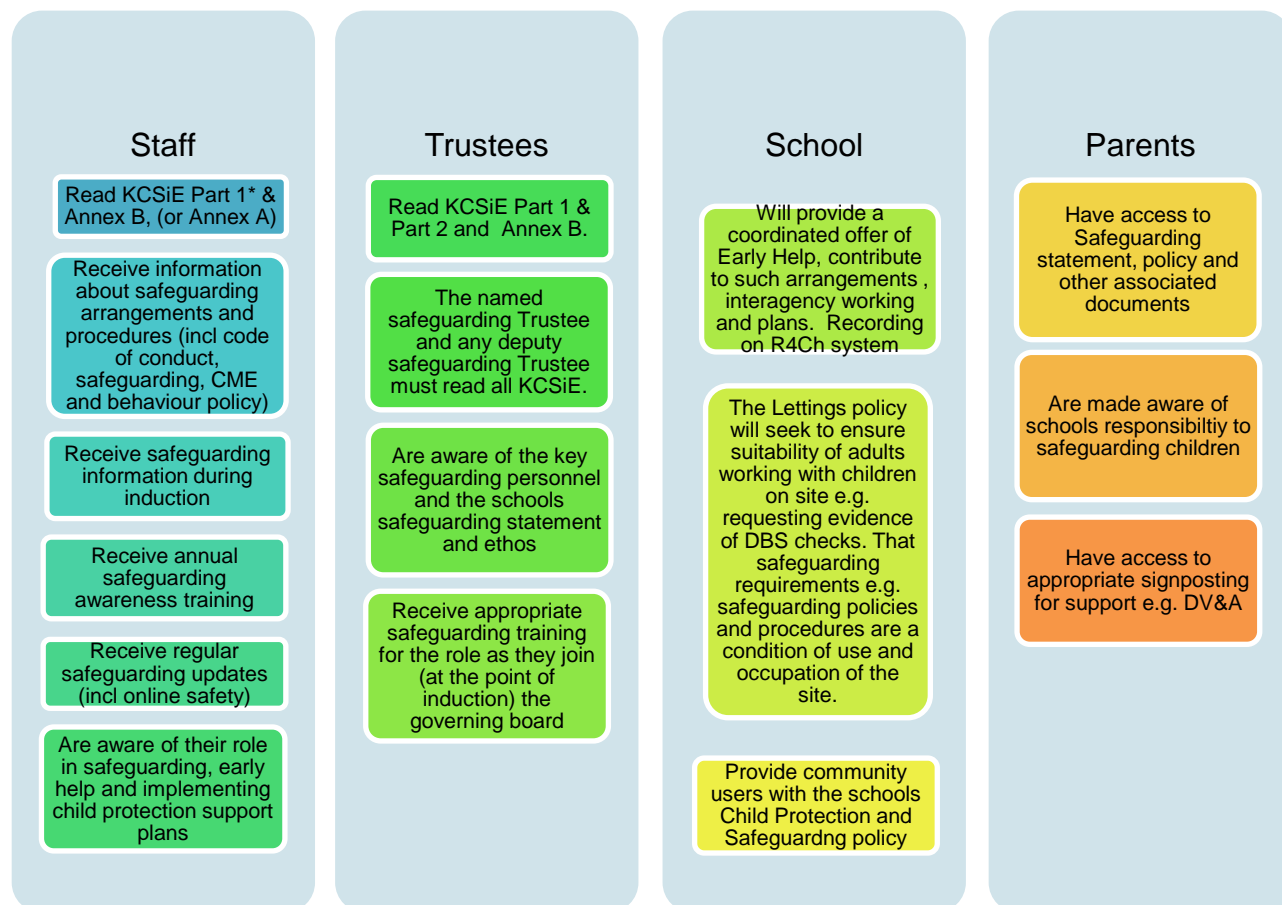 Staff
Read KCSiE Part 1* &
Annex B, (or Annex A)
Receive information
about safeguarding
arrangements and
procedures (incl code
of conduct,
safeguarding, CME
and behaviour policy)
Receive safeguarding
information during
induction
Receive annual
safeguarding
awareness training
Receive regular
safeguarding updates
(incl online safety)
Are aware of their role
in safeguarding, early
help and implementing
child protection support
plans
Trustees
Read KCSiE Part 1 &
Part 2 and Annex B.
The named
safeguarding Trustee
and any deputy
safeguarding Trustee
must read all KCSiE.
Are aware of the key
safeguarding personnel
and the schools
safeguarding statement
and ethos
Receive appropriate
safeguarding training
for the role as they join
(at the point of
induction) the
governing board
School
Will provide a
coordinated offer of
Early Help, contribute
to such arrangements ,
interagency working
and plans. Recording
on R4Ch system
The Lettings policy
will seek to ensure
suitability of adults
working with children
on site e.g.
requesting evidence
of DBS checks. That
safeguarding
requirements e.g.
safeguarding policies
and procedures are a
condition of use and
occupation of the
site.
Provide community
users with the schools
Child Protection and
Safeguardng policy
Parents
Have access to
Safeguarding
statement, policy and
other associated
documents
Are made aware of
schools responsibiltiy to
safeguarding children
Have access to
appropriate signposting
for support e.g. DV&A